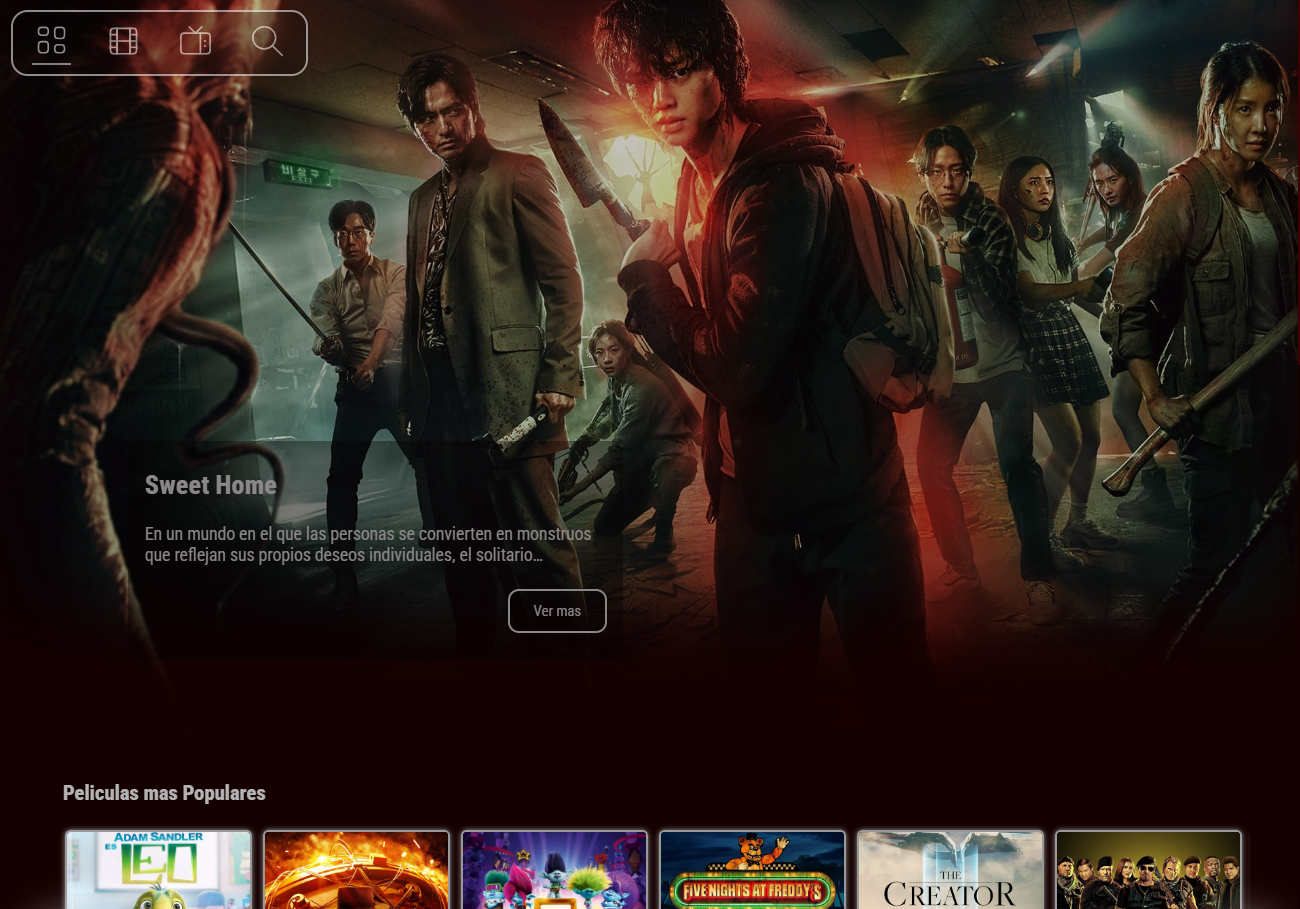 비상구
EXIT
Sweet Home
En un mundo en el que las personas se convierten en monstruos
que reflejan sus propios deseos individuales, el solitario...
Ver mas
Peliculas mas Populares
ADAM SANDLER
ES
LEO
FIVE NIGHTS AT FREDDY'S
THE
CREATOR